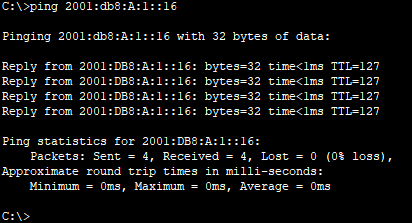 C:\>ping 2001:db8:A:1::16
Pinging 2001:db8:A:1::16 with 32 bytes of data:
Reply from 2001:DB8:A:1::16: bytes=32 time<1ms TTL=127
Reply from 2001:DB8:A:1::16: bytes=32 time<1ms TTL=127
Reply from 2001:DB8:A:1::16: bytes=32 time<1ms TTL=127
Reply from 2001:DB8:A:1::16: bytes=32 time<1ms TTL=127
Ping statistics for 2001:DB8:A:1::16:
Packets: Sent = 4, Received = 4, Lost = 0 (0% loss),
Approximate round trip times in milli-seconds:
Minimum = 0ms, Maximum = 0ms, Average = 0ms
C:\>